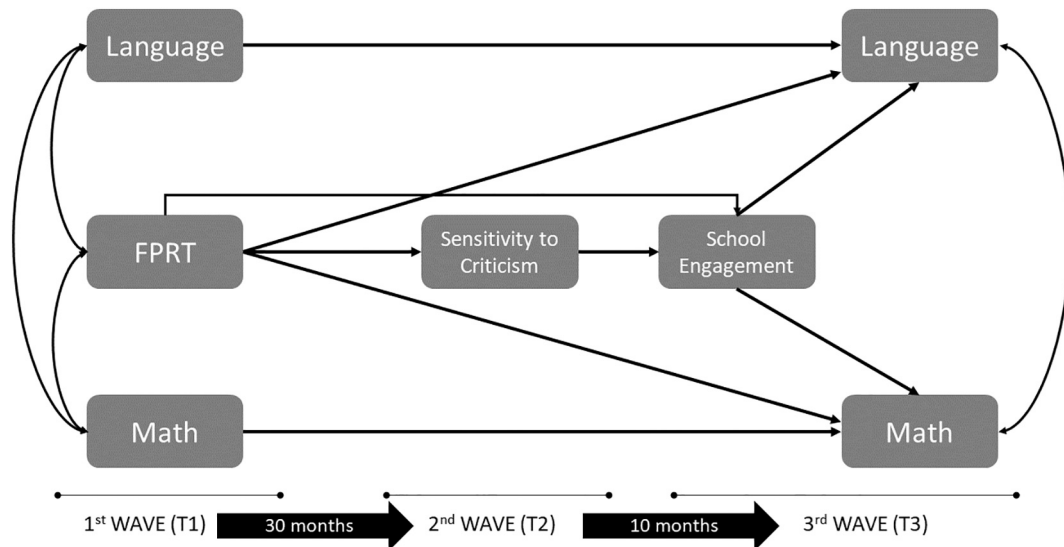 Language
Language
FPRT
Sensitivity to
Criticism
School
Engagement
Math
Math
1st WAVE (T1)
30 months
2nd WAVE (T2)
10 months
3rd WAVE (T3)